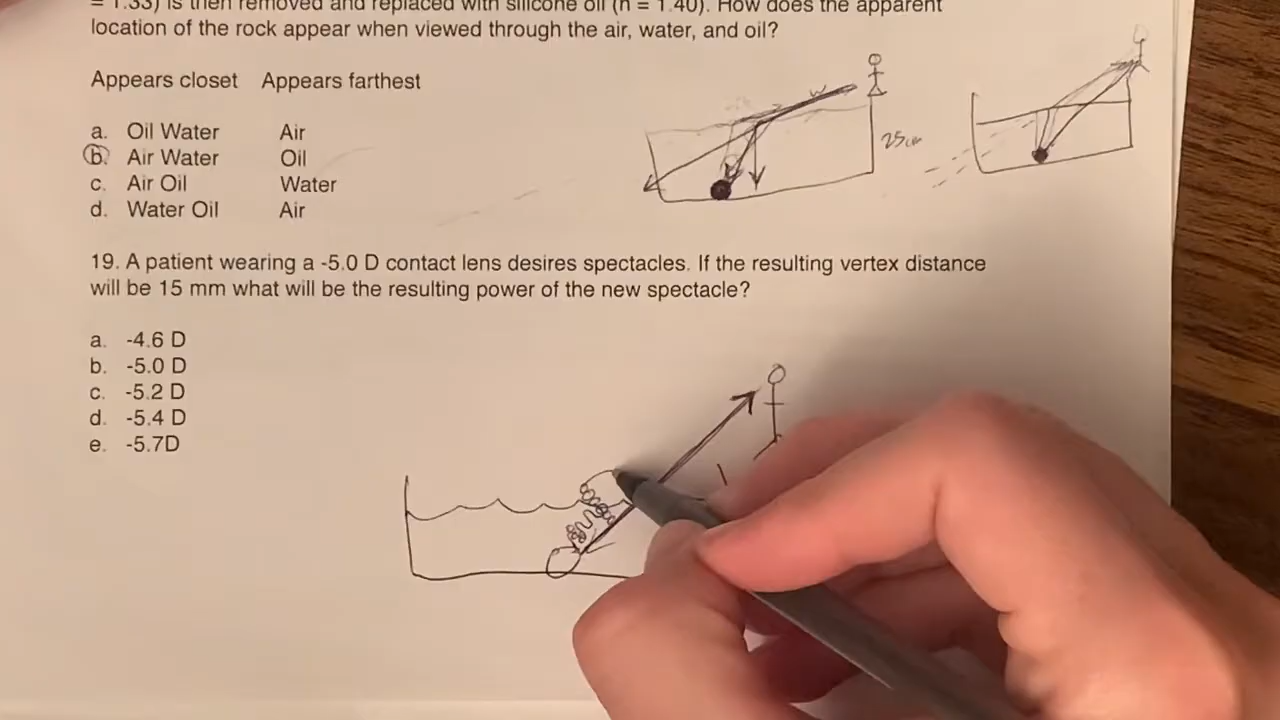 = 1.33) is then removed and replaced with silicone oil (n = 1.40). How does the apparent
location of the rock appear when viewed through the air, water, and oil?
Appears closet Appears farthest
a. Oil Water Air
b. Air Water Oil
c. Air Oil Water
d. Water Oil Air
25cm
19. A patient wearing a -5.0 D contact lens desires spectacles. If the resulting vertex distance
will be 15 mm what will be the resulting power of the new spectacle?
a. -4.6 D
b. -5.0 D
c. -5.2 D
d. -5.4 D
e. -5.7D